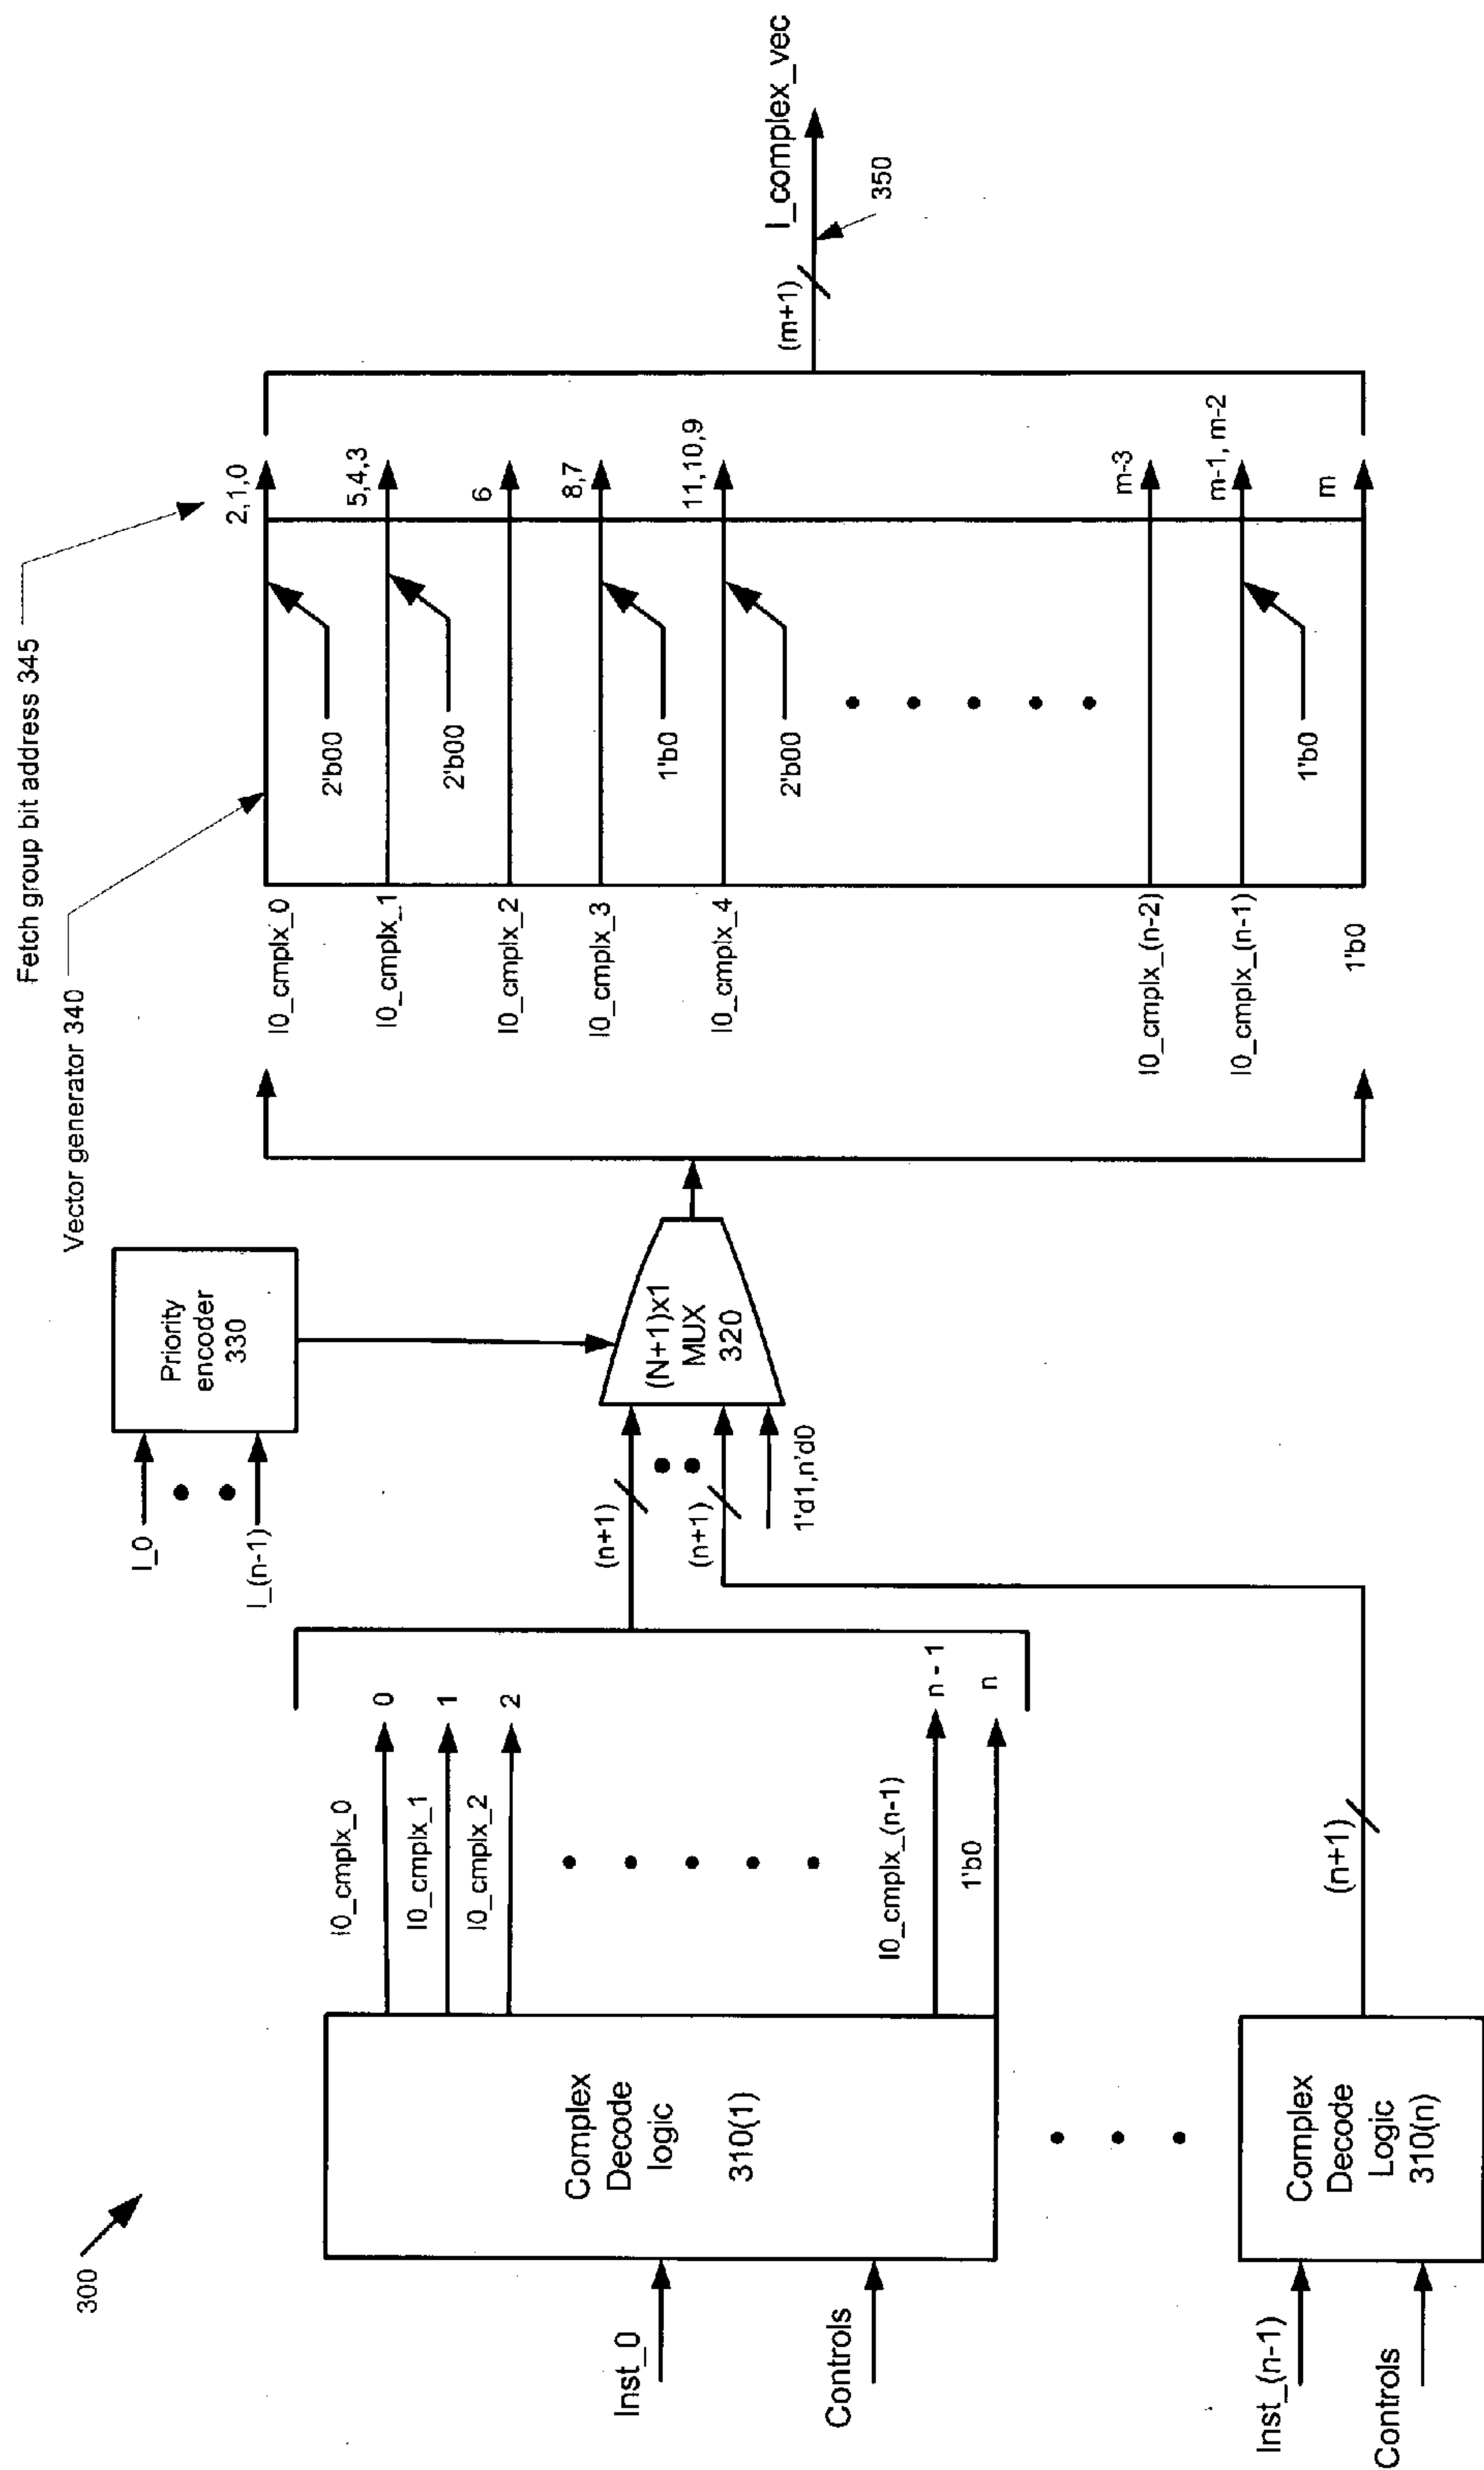 300
Inst_0
Controls
Complex
Decode
logic
310(1)
I0_cmplx_0
0
I0_cmplx_1
1
I0_cmplx_2
2
I0_cmplx_(n-1)
n - 1
1'b0
n
Inst_(n-1)
Controls
Complex
Decode
Logic
310(n)
(n+1)
(n+1)
(n+1)
1'd1,n'd0
I_0
I_(n-1)
Priority
encoder
330
(N+1)x1
MUX
320
Vector generator 340
Fetch group bit address 345
I0_cmplx_0
2'b00
2,1,0
I0_cmplx_1
2'b00
5,4,3
I0_cmplx_2
6
I0_cmplx_3
1'b0
8,7
I0_cmplx_4
2'b00
11,10,9
I0_cmplx_(n-2)
m-3
I0_cmplx_(n-1)
1'b0
m-1, m-2
1'b0
m
(m+1)
I_complex_vec
350